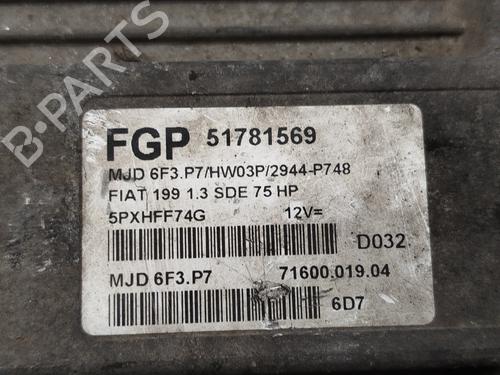 FGP 51781569
MJD 6F3.P7/HW03P/2944-P748
FIAT 199 1.3 SDE 75 HP
5PXHFF74G 12V=
D032
MJD 6F3.P7 71600.019.04
6D7
B-PARTS